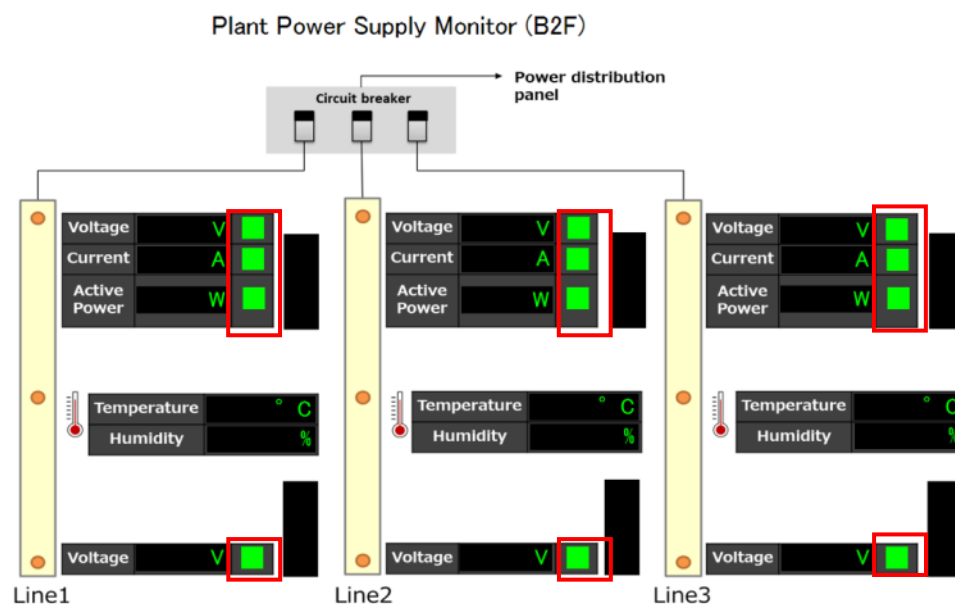 Plant Power Supply Monitor (B2F)
Power distribution
panel
Circuit breaker
Voltage V
Current A
Active
Power W
Temperature ° C
Humidity %
Voltage V
Line1
Voltage V
Current A
Active
Power W
Temperature ° C
Humidity %
Voltage V
Line2
Voltage V
Current A
Active
Power W
Temperature ° C
Humidity %
Voltage V
Line3